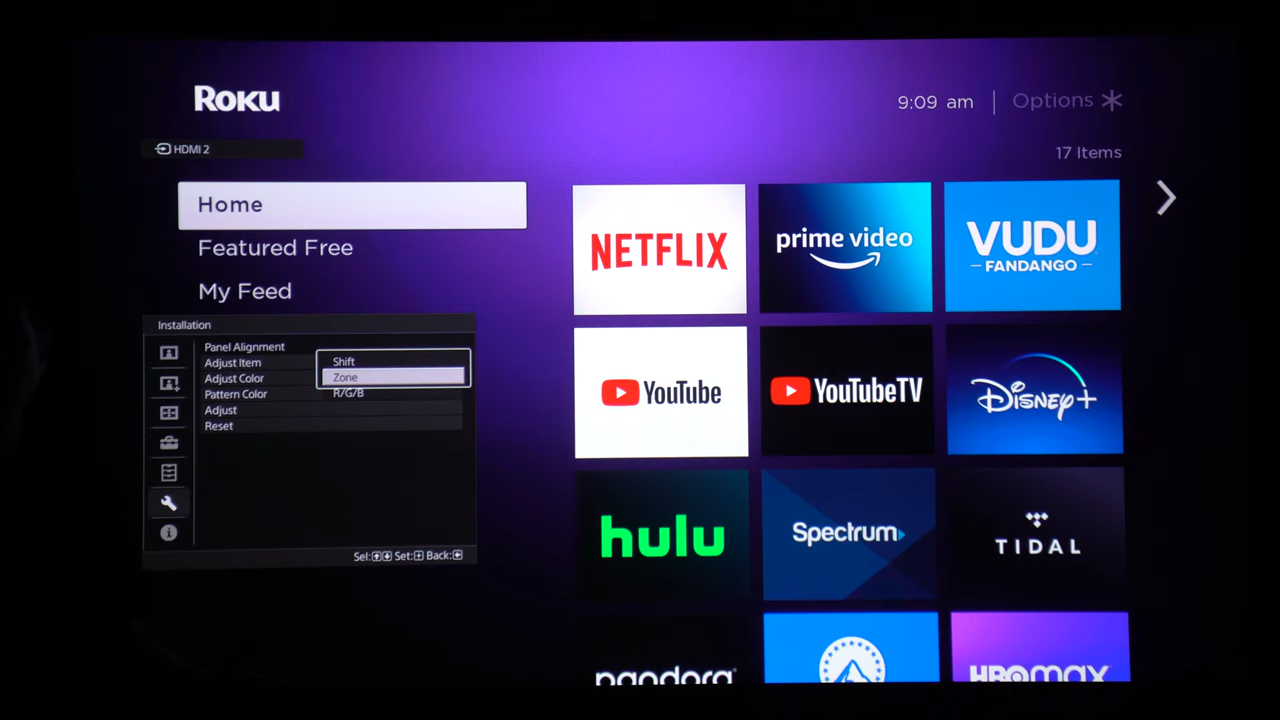 Roku
9:09 am | Options
17 Items
HDMI 2
Home
Featured Free
My Feed
Installation
Panel Alignment
Adjust Item
Adjust Color
Pattern Color
Adjust
Reset
Shift
Zone
R/G/B
Sel: Set: Back:
NETFLIX
prime video
VUDU
FANDANGO
YouTube
YouTubeTV
Disney+
hulu
Spectrum
TIDAL
pandora
HBOmax